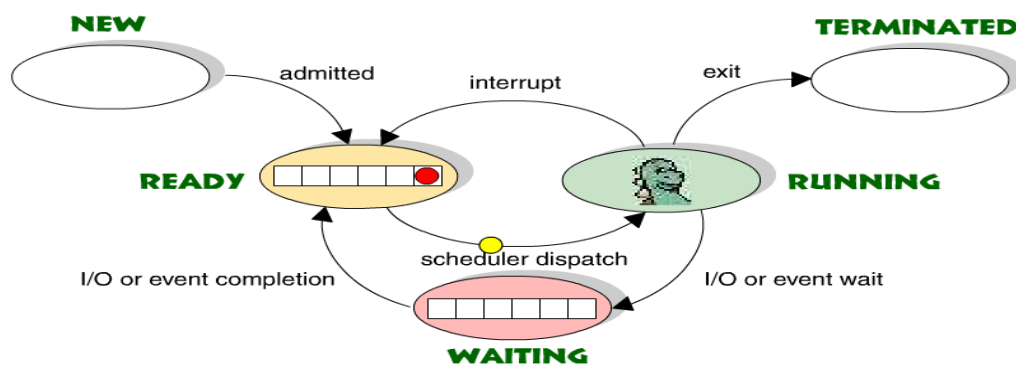 NEW
TERMINATED
admitted
interrupt
exit
READY
RUNNING
scheduler dispatch
I/O or event completion
I/O or event wait
WAITING